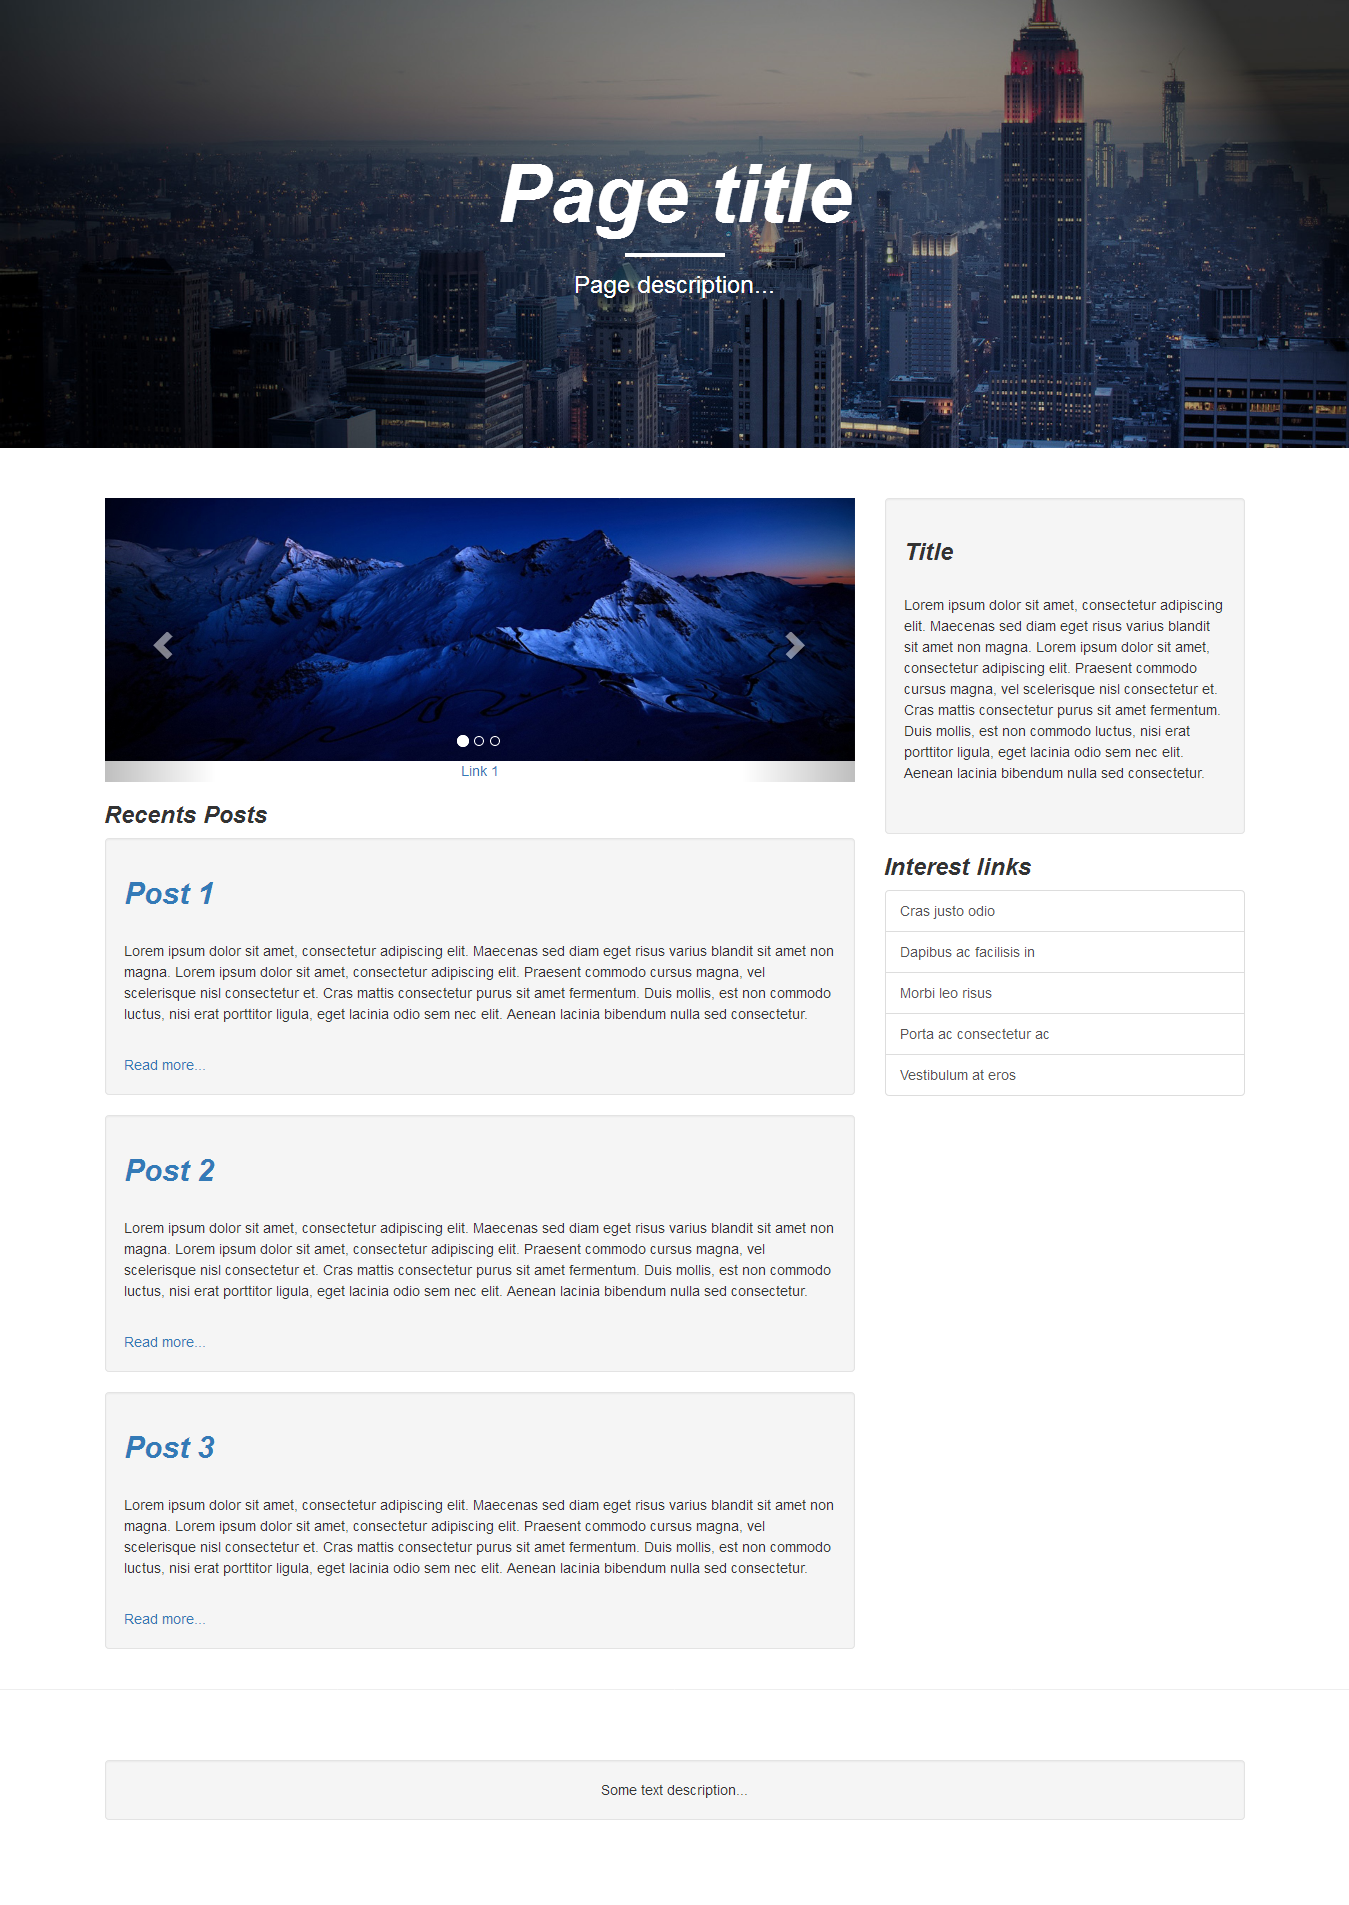 Page title
Page description...
Link 1
Recents Posts
Post 1
Lorem ipsum dolor sit amet, consectetur adipiscing elit. Maecenas sed diam eget risus varius blandit sit amet non
magna. Lorem ipsum dolor sit amet, consectetur adipiscing elit. Praesent commodo cursus magna, vel
scelerisque nisl consectetur et. Cras mattis consectetur purus sit amet fermentum. Duis mollis, est non commodo
luctus, nisi erat porttitor ligula, eget lacinia odio sem nec elit. Aenean lacinia bibendum nulla sed consectetur.
Read more...
Post 2
Lorem ipsum dolor sit amet, consectetur adipiscing elit. Maecenas sed diam eget risus varius blandit sit amet non
magna. Lorem ipsum dolor sit amet, consectetur adipiscing elit. Praesent commodo cursus magna, vel
scelerisque nisl consectetur et. Cras mattis consectetur purus sit amet fermentum. Duis mollis, est non commodo
luctus, nisi erat porttitor ligula, eget lacinia odio sem nec elit. Aenean lacinia bibendum nulla sed consectetur.
Read more...
Post 3
Lorem ipsum dolor sit amet, consectetur adipiscing elit. Maecenas sed diam eget risus varius blandit sit amet non
magna. Lorem ipsum dolor sit amet, consectetur adipiscing elit. Praesent commodo cursus magna, vel
scelerisque nisl consectetur et. Cras mattis consectetur purus sit amet fermentum. Duis mollis, est non commodo
luctus, nisi erat porttitor ligula, eget lacinia odio sem nec elit. Aenean lacinia bibendum nulla sed consectetur.
Read more...
Title
Lorem ipsum dolor sit amet, consectetur adipiscing
elit. Maecenas sed diam eget risus varius blandit
sit amet non magna. Lorem ipsum dolor sit amet,
consectetur adipiscing elit. Praesent commodo
cursus magna, vel scelerisque nisl consectetur et.
Cras mattis consectetur purus sit amet fermentum.
Duis mollis, est non commodo luctus, nisi erat
porttitor ligula, eget lacinia odio sem nec elit.
Aenean lacinia bibendum nulla sed consectetur.
Interest links
Cras justo odio
Dapibus ac facilisis in
Morbi leo risus
Porta ac consectetur ac
Vestibulum at eros
Some text description...